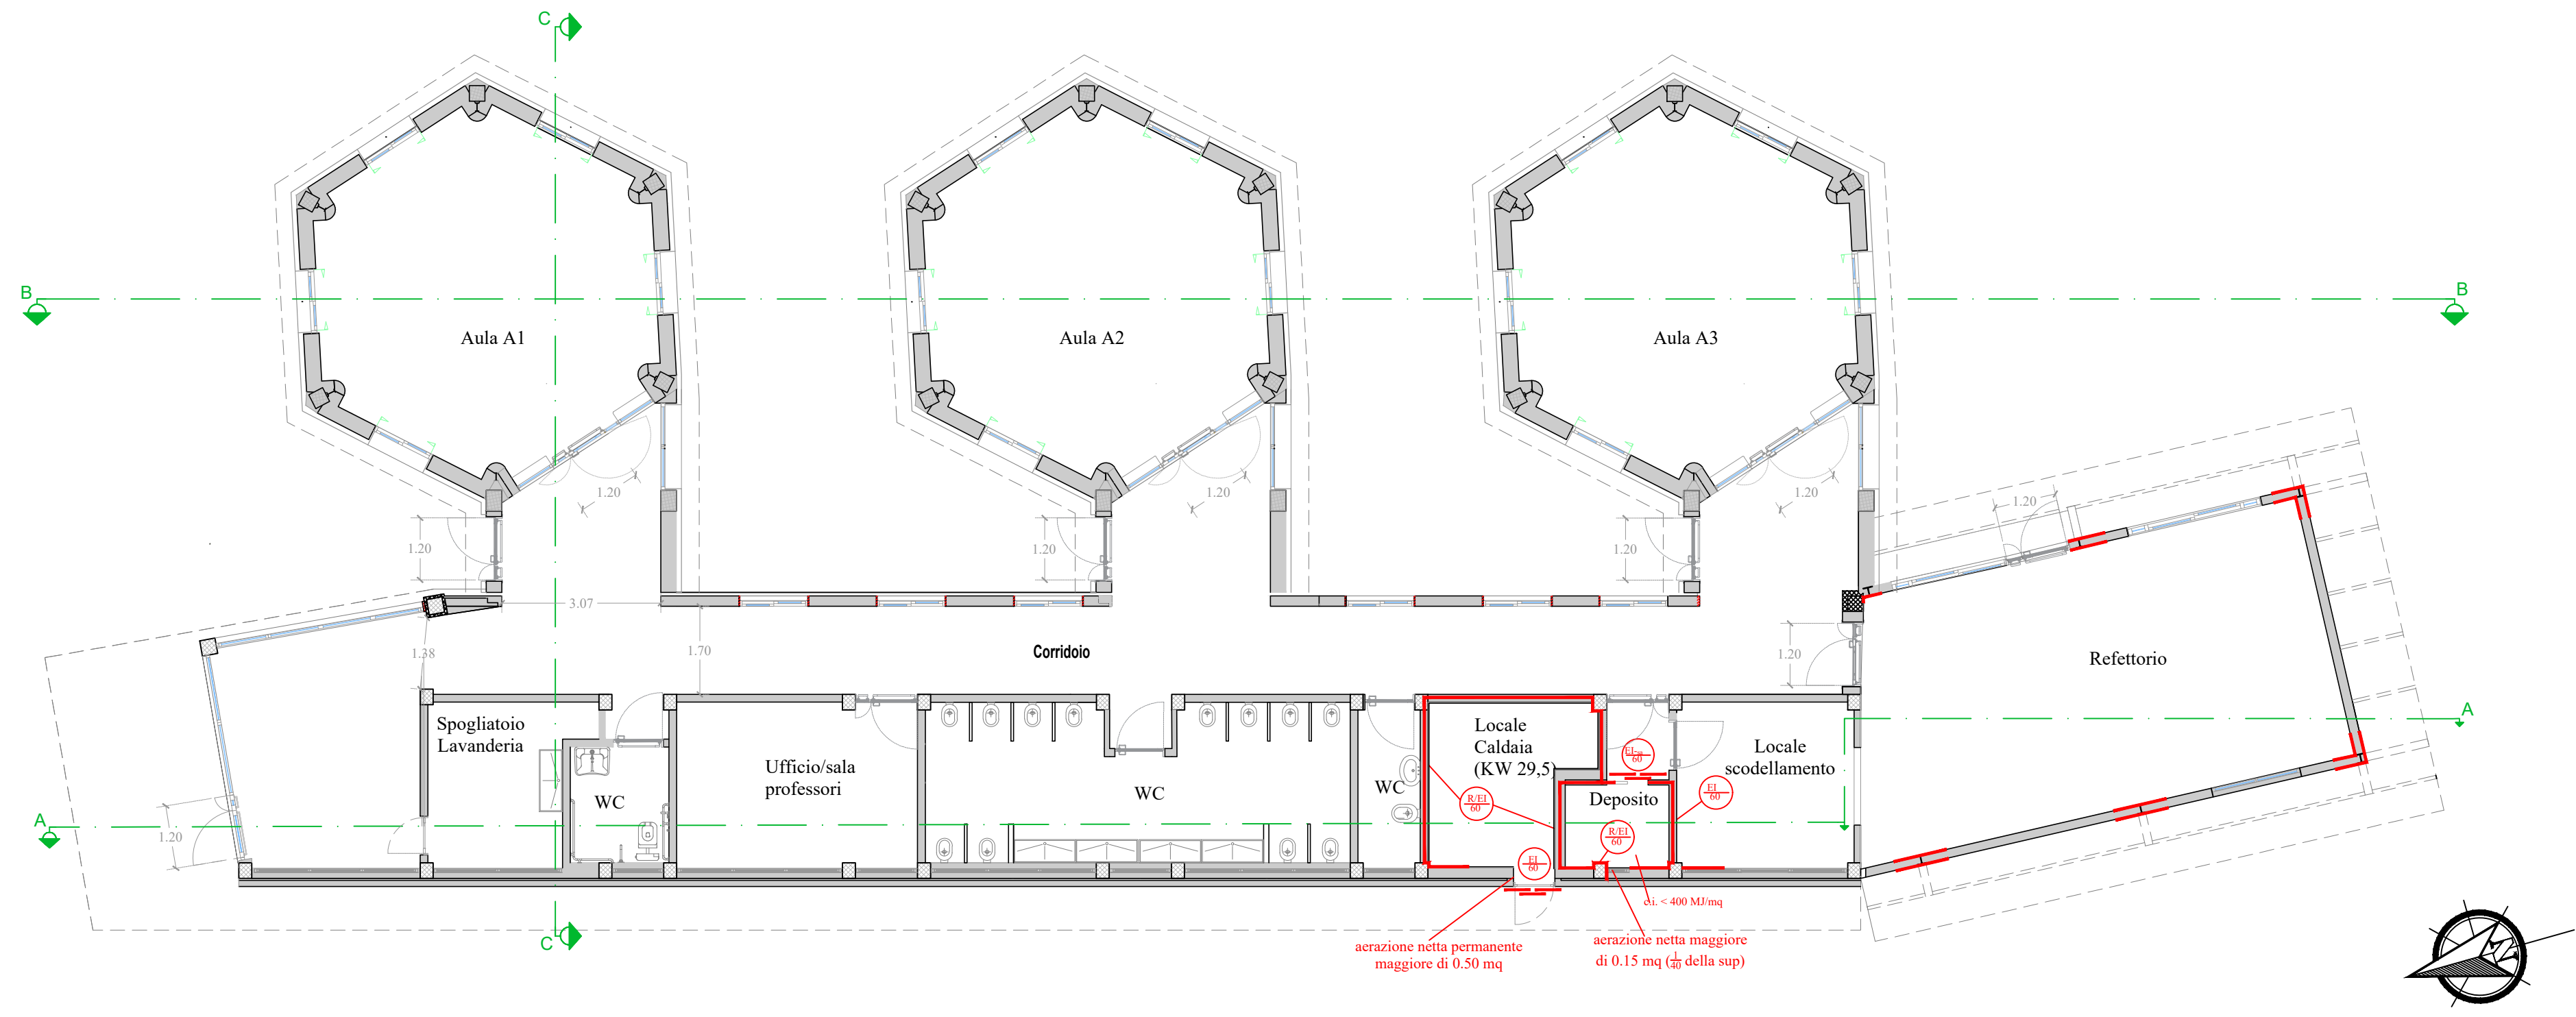 C
B
B
Aula A1
Aula A2
Aula A3
1.20
1.20
1.20
1.20
1.20
1.20
1.20
3.07
1.38
1.70
Corridoio
1.20
Refettorio
A
Spogliatoio
Lavanderia
Locale
Caldaia
(KW 29,5)
Locale
scodellamento
Ufficio/sala
professori
WC
WC
WC
Deposito
60
R/EI
60
EI
60
R/EI
60
EI
60
A
1.20
c.i. < 400 MJ/mq
C
aerazione netta permanente
maggiore di 0.50 mq
aerazione netta maggiore
di 0.15 mq (1/40 della sup)